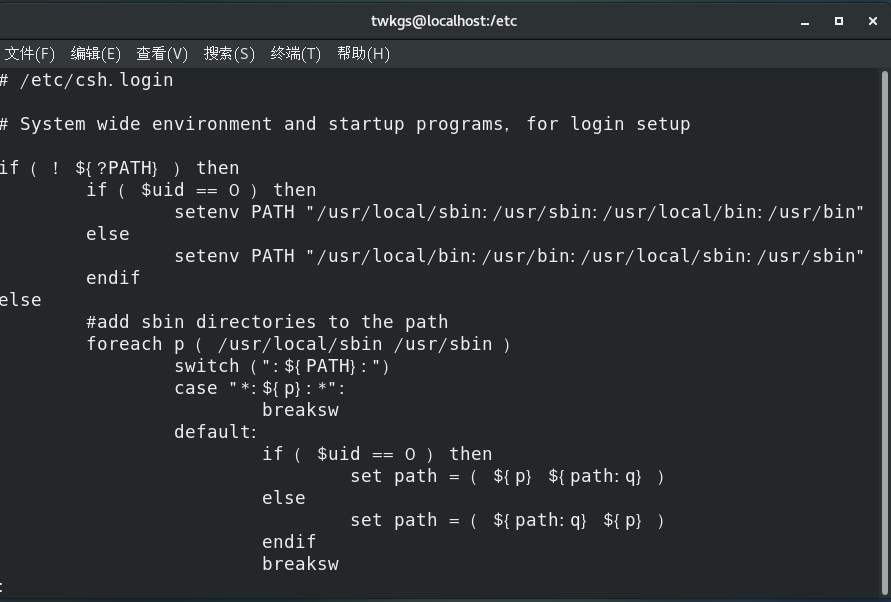 twkgs@localhost:/etc
文件(F) 编辑(E) 查看(V) 搜索(S) 终端(T) 帮助(H)
# /etc/csh.login
# System wide environment and startup programs, for login setup
if ( ! ${?PATH} ) then
        if ( $uid == 0 ) then
                setenv PATH "/usr/local/sbin:/usr/sbin:/usr/local/bin:/usr/bin"
        else
                setenv PATH "/usr/local/bin:/usr/bin:/usr/local/sbin:/usr/sbin"
        endif
else
        #add sbin directories to the path
        foreach p ( /usr/local/sbin /usr/sbin )
                switch (":${PATH}:")
                case "*:${p}:*":
                        breaksw
                default:
                        if ( $uid == 0 ) then
                                set path = ( ${p} ${path:q} )
                        else
                                set path = ( ${path:q} ${p} )
                        endif
                        breaksw
: